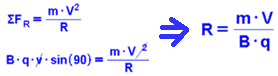 ΣF_R = m·V² / R
B·q·v·sin(90) = m·V² / R
R = m·V / B·q